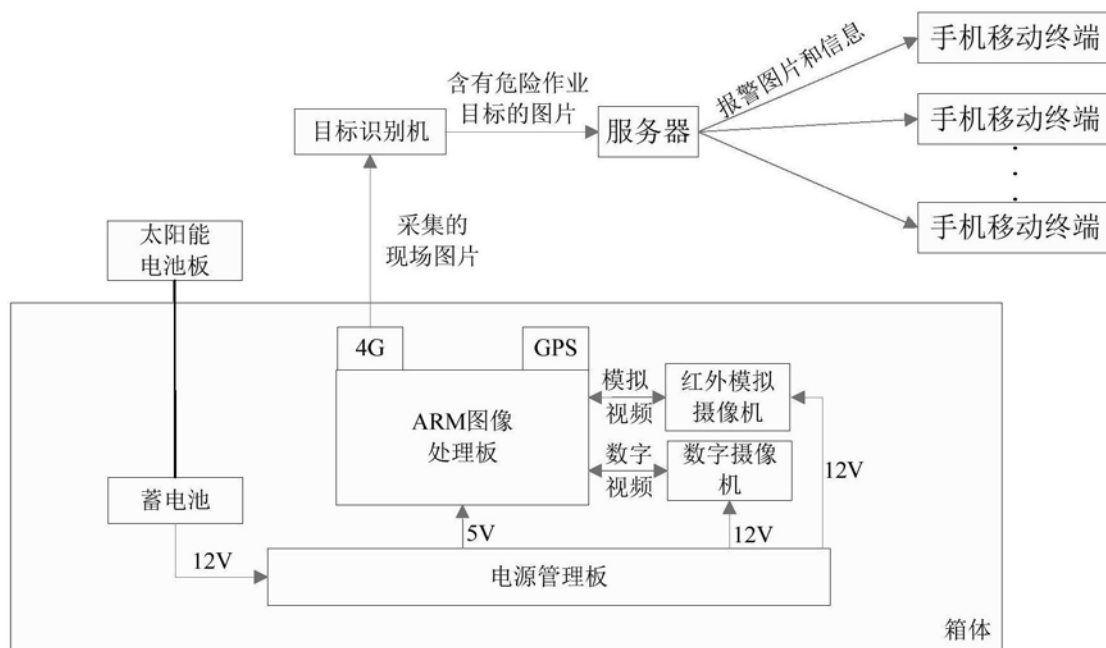 手机移动终端
报警图片和信息
含有危险作业
目标的图片
目标识别机
服务器
手机移动终端
手机移动终端
采集的
现场图片
太阳能
电池板
4G
GPS
ARM图像
处理板
模拟
视频
红外模拟
摄像机
数字
视频
数字摄像
机
12V
蓄电池
12V
5V
12V
电源管理板
箱体